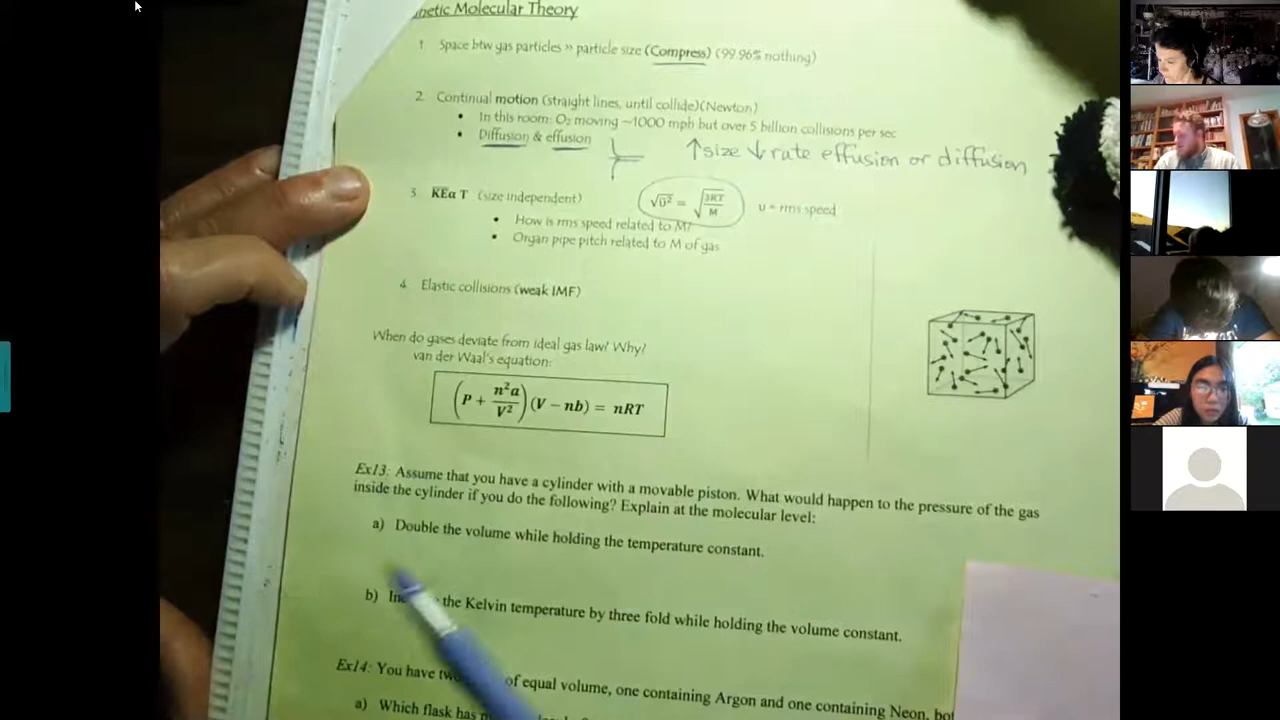 netic Molecular Theory
1. Space btw gas particles » particle size (Compress) (99.96% nothing)
2. Continual motion (straight lines, until collide)(Newton)
• In this room: O₂ moving ~1000 mph but over 5 billion collisions per sec
• Diffusion & effusion
↑size ↓rate effusion or diffusion
3. KE α T (size independent)
√U² = √3RT/M
u = rms speed
• How is rms speed related to M?
• Organ pipe pitch related to M of gas
4. Elastic collisions (weak IMF)
When do gases deviate from ideal gas law? Why?
van der Waal's equation:
(P + n²a/V²)(V − nb) = nRT
Ex13: Assume that you have a cylinder with a movable piston. What would happen to the pressure of the gas
inside the cylinder if you do the following? Explain at the molecular level:
a) Double the volume while holding the temperature constant.
b) the Kelvin temperature by three fold while holding the volume constant.
Ex14: You have of equal volume, one containing Argon and one containing Neon,
a) Which flask has